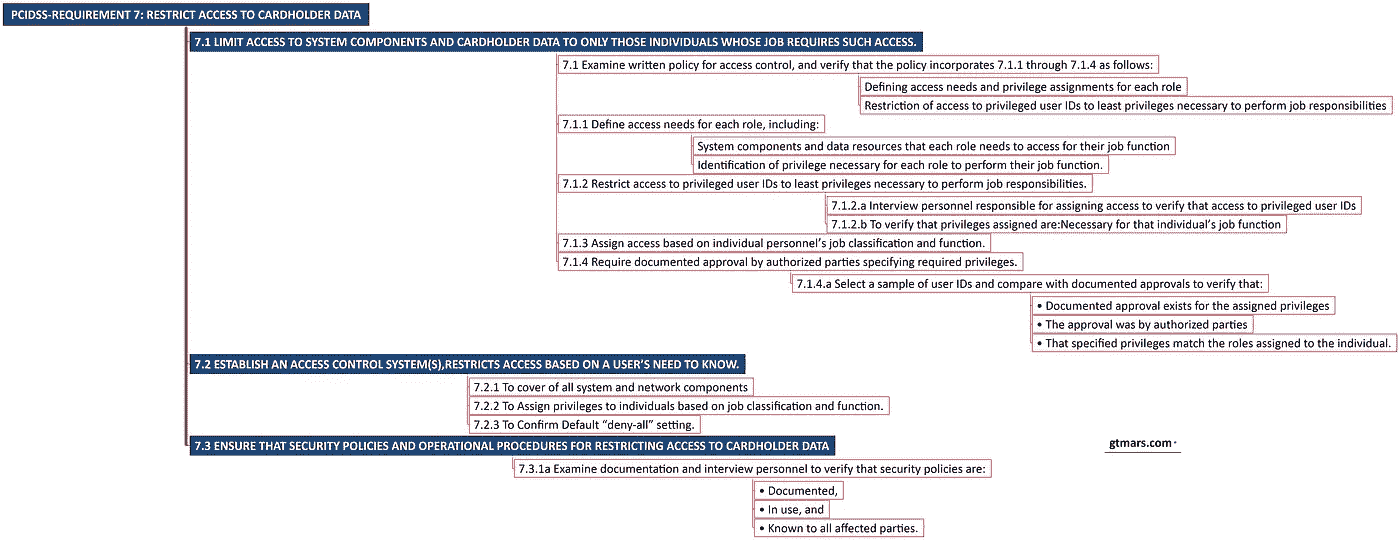 PCIDSS-REQUIREMENT 7: RESTRICT ACCESS TO CARDHOLDER DATA
7.1 LIMIT ACCESS TO SYSTEM COMPONENTS AND CARDHOLDER DATA TO ONLY THOSE INDIVIDUALS WHOSE JOB REQUIRES SUCH ACCESS.
7.1 Examine written policy for access control, and verify that the policy incorporates 7.1.1 through 7.1.4 as follows:
Defining access needs and privilege assignments for each role
Restriction of access to privileged user IDs to least privileges necessary to perform job responsibilities
7.1.1 Define access needs for each role, including:
System components and data resources that each role needs to access for their job function
Identification of privilege necessary for each role to perform their job function.
7.1.2 Restrict access to privileged user IDs to least privileges necessary to perform job responsibilities.
7.1.2.a Interview personnel responsible for assigning access to verify that access to privileged user IDs
7.1.2.b To verify that privileges assigned are:Necessary for that individual's job function
7.1.3 Assign access based on individual personnel's job classification and function.
7.1.4 Require documented approval by authorized parties specifying required privileges.
7.1.4.a Select a sample of user IDs and compare with documented approvals to verify that:
• Documented approval exists for the assigned privileges
• The approval was by authorized parties
• That specified privileges match the roles assigned to the individual.
7.2 ESTABLISH AN ACCESS CONTROL SYSTEM(S),RESTRICTS ACCESS BASED ON A USER'S NEED TO KNOW.
7.2.1 To cover of all system and network components
7.2.2 To Assign privileges to individuals based on job classification and function.
7.2.3 To Confirm Default “deny-all” setting.
7.3 ENSURE THAT SECURITY POLICIES AND OPERATIONAL PROCEDURES FOR RESTRICTING ACCESS TO CARDHOLDER DATA
gtmars.com
7.3.1a Examine documentation and interview personnel to verify that security policies are:
• Documented,
• In use, and
• Known to all affected parties.